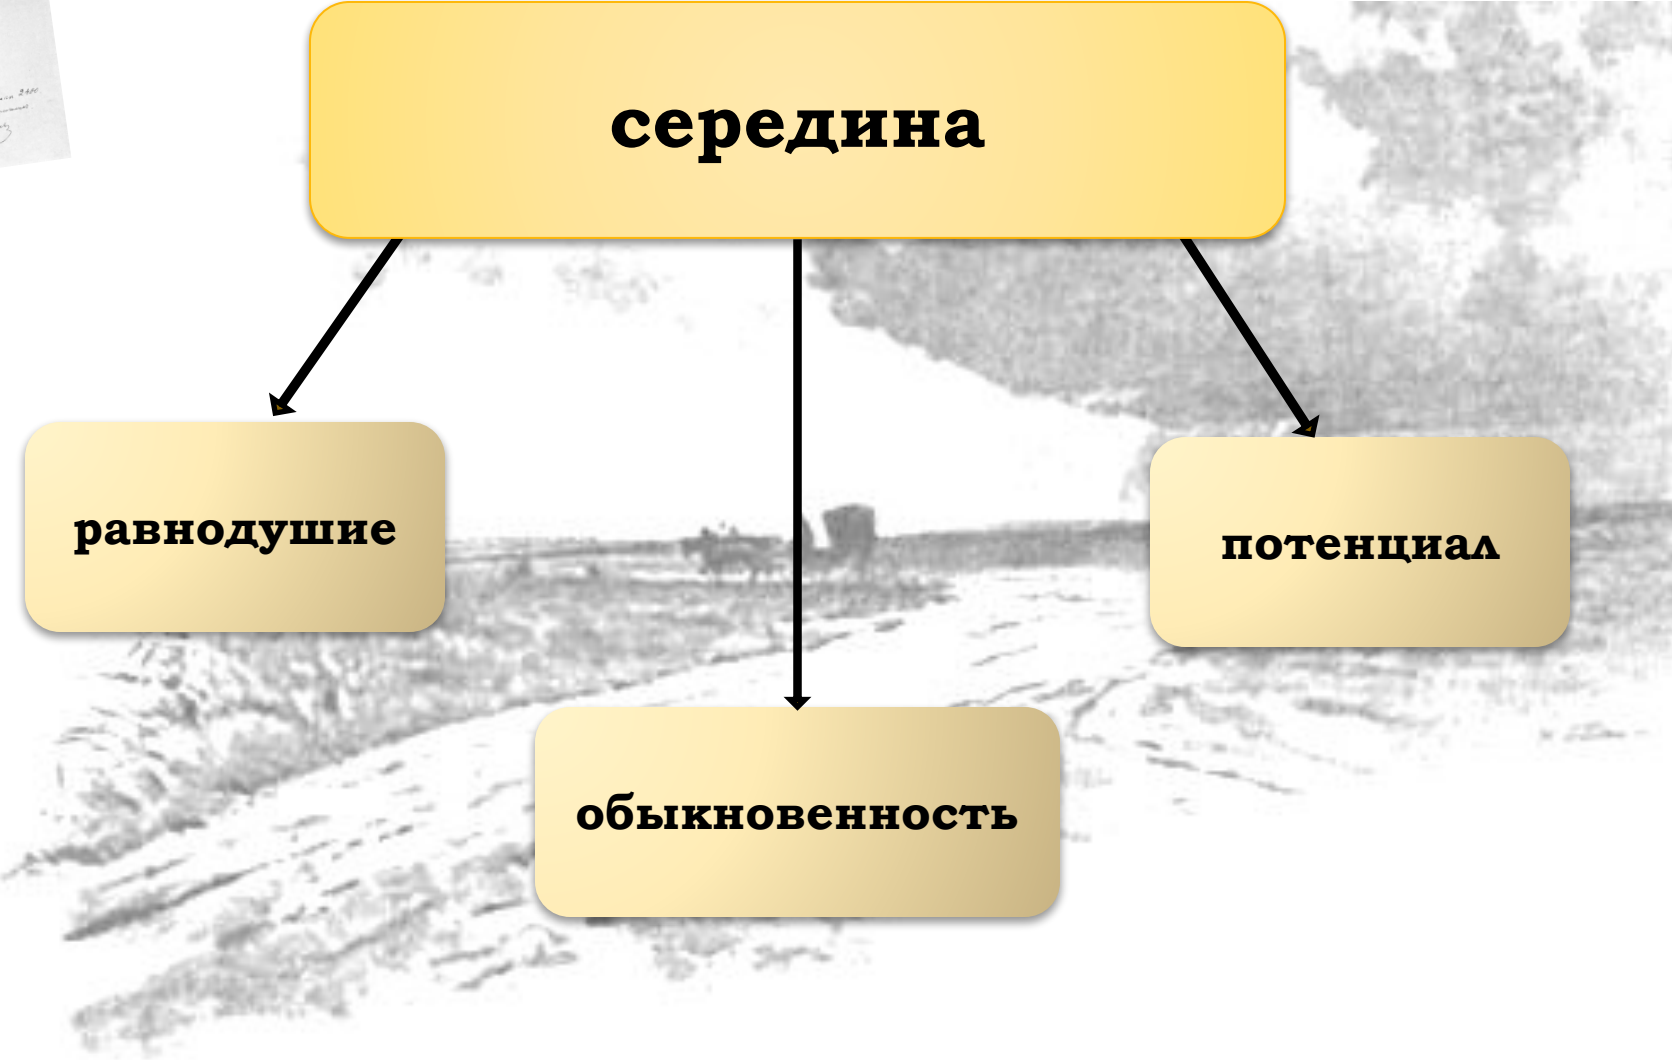 середина
равнодушие
потенциал
обыкновенность